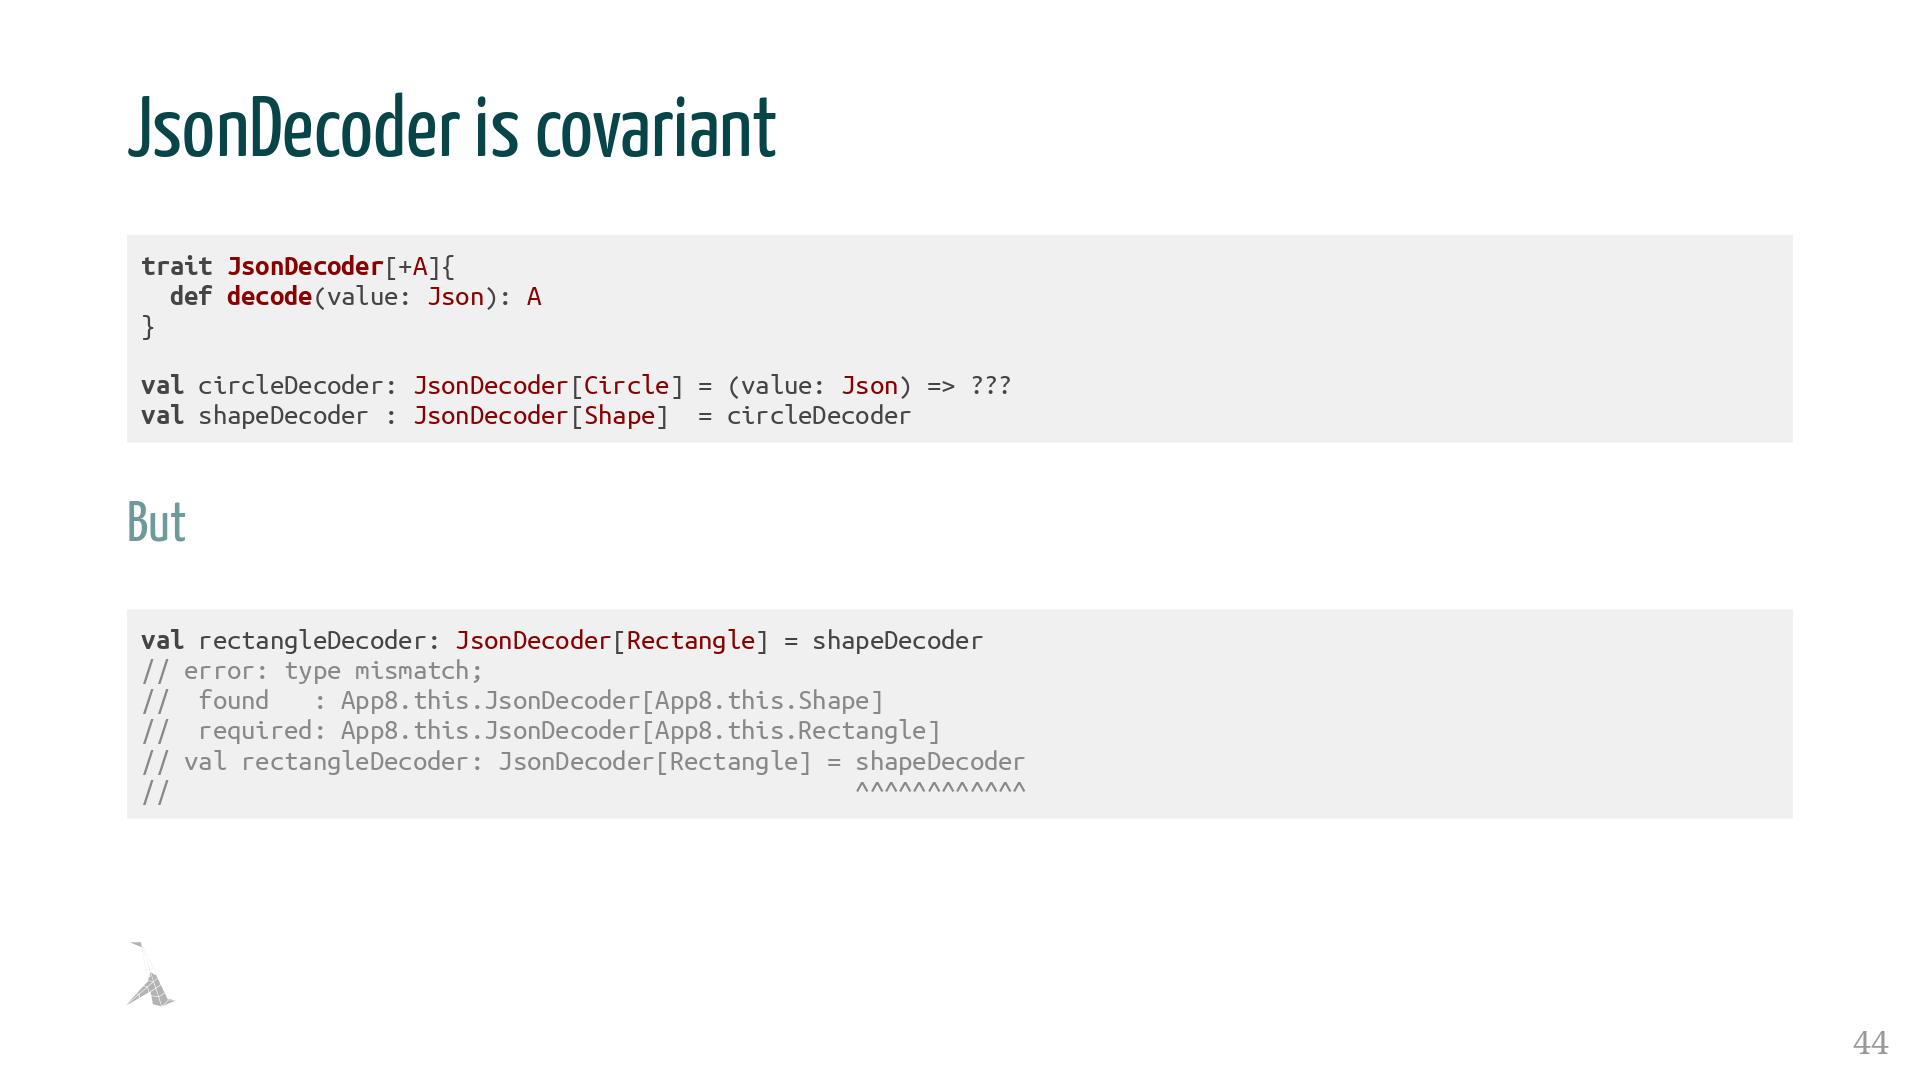 JsonDecoder is covariant
trait JsonDecoder[+A]{
  def decode(value: Json): A
}
val circleDecoder: JsonDecoder[Circle] = (value: Json) => ???
val shapeDecoder : JsonDecoder[Shape]  = circleDecoder
But
val rectangleDecoder: JsonDecoder[Rectangle] = shapeDecoder
// error: type mismatch;
//  found   : App8.this.JsonDecoder[App8.this.Shape]
//  required: App8.this.JsonDecoder[App8.this.Rectangle]
// val rectangleDecoder: JsonDecoder[Rectangle] = shapeDecoder
//                                                ^^^^^^^^^^^^
44